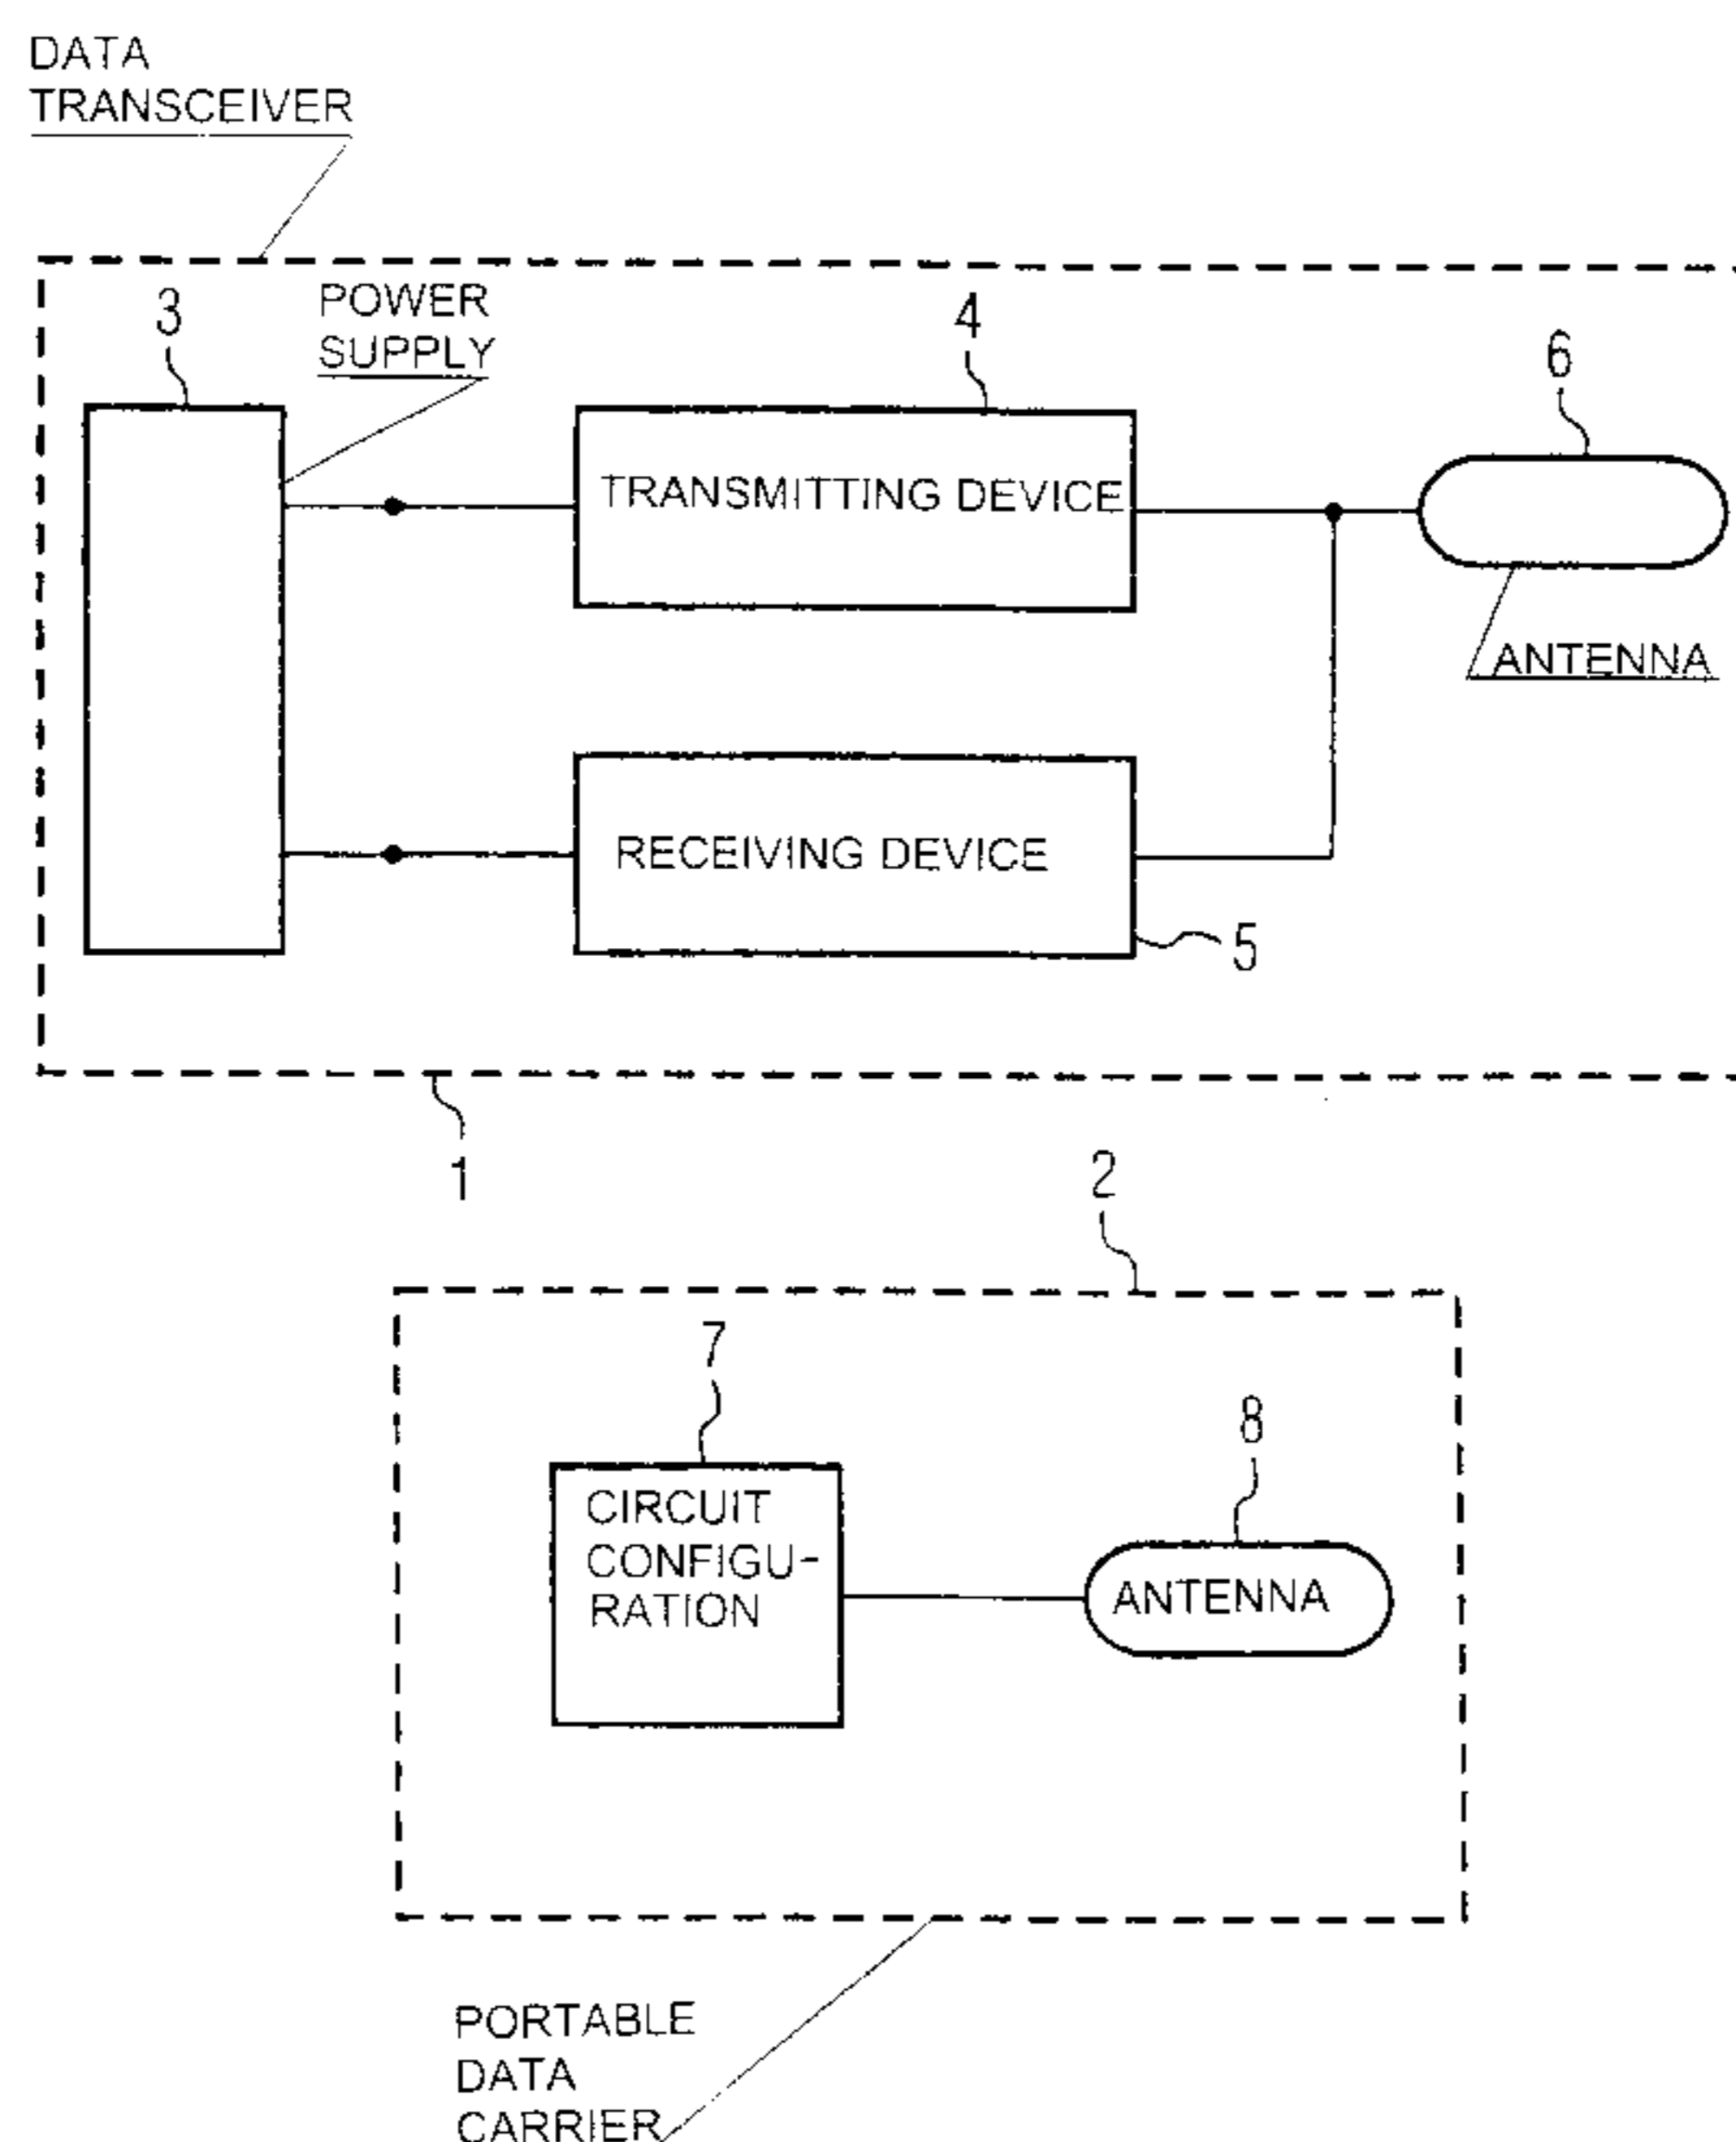 DATA
TRANSCEIVER
3
POWER
SUPPLY
4
6
TRANSMITTING DEVICE
ANTENNA
RECEIVING DEVICE
5
1
2
7
8
CIRCUIT
CONFIGU-
RATION
ANTENNA
PORTABLE
DATA
CARRIER